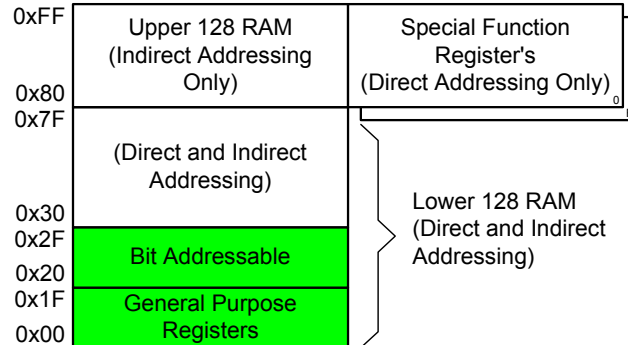 0xFF
Upper 128 RAM
(Indirect Addressing
Only)
Special Function
Register's
(Direct Addressing Only)
0
0x80
0x7F
(Direct and Indirect
Addressing)
0x30
Lower 128 RAM
(Direct and Indirect
Addressing)
0x2F
Bit Addressable
0x20
0x1F
General Purpose
Registers
0x00